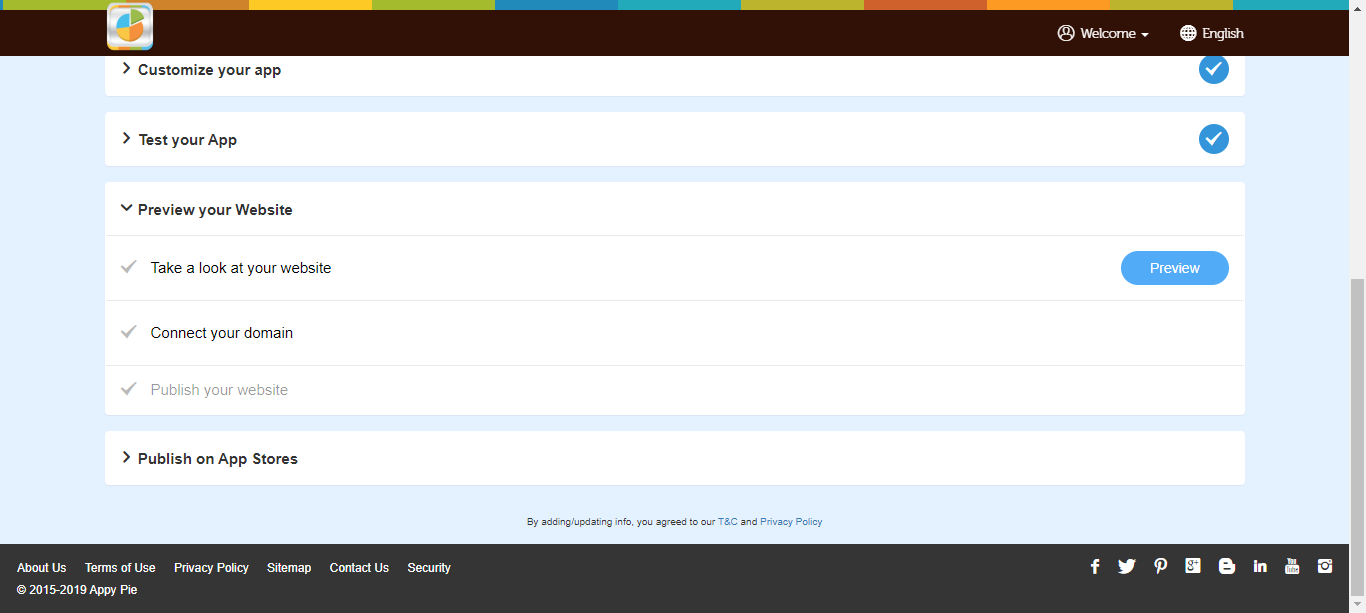 Welcome English
Customize your app
Test your App
Preview your Website
Take a look at your website Preview
Connect your domain
Publish your website
Publish on App Stores
By adding/updating info, you agreed to our T&C and Privacy Policy
About Us Terms of Use Privacy Policy Sitemap Contact Us Security
© 2015-2019 Appy Pie